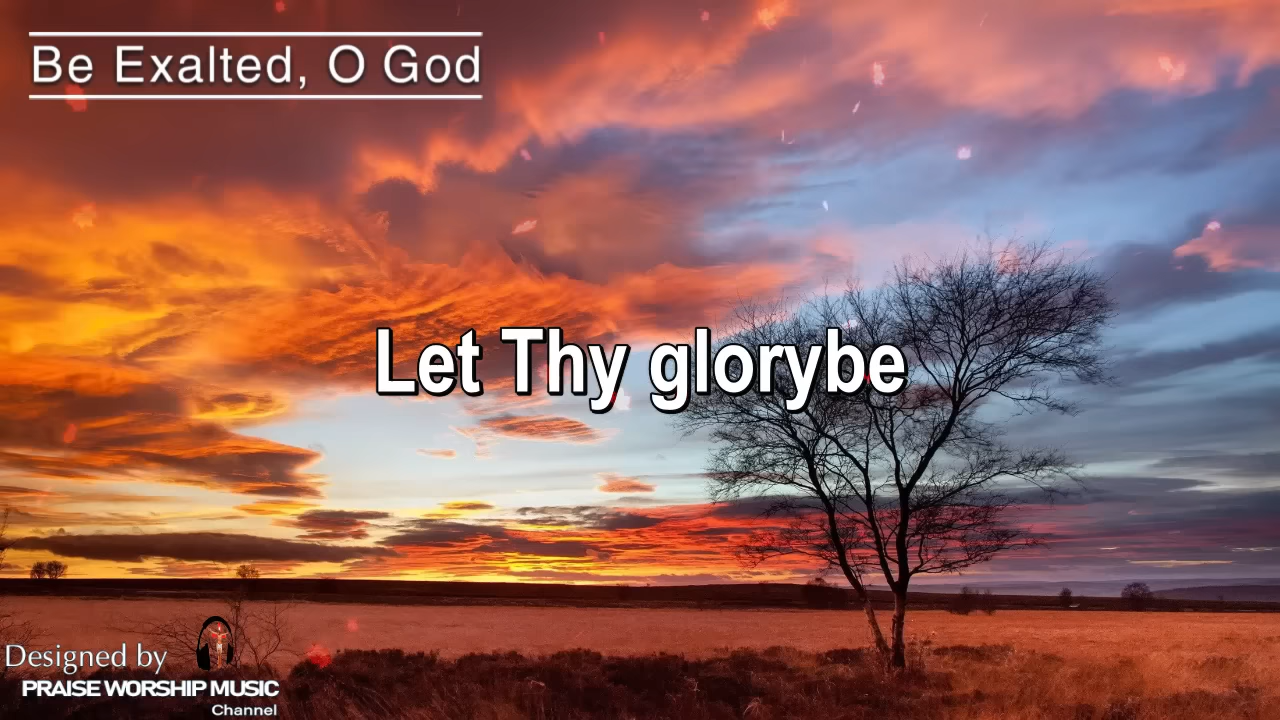 Be Exalted, O God
Let Thy glorybe
Designed by
PRAISE WORSHIP MUSIC
Channel